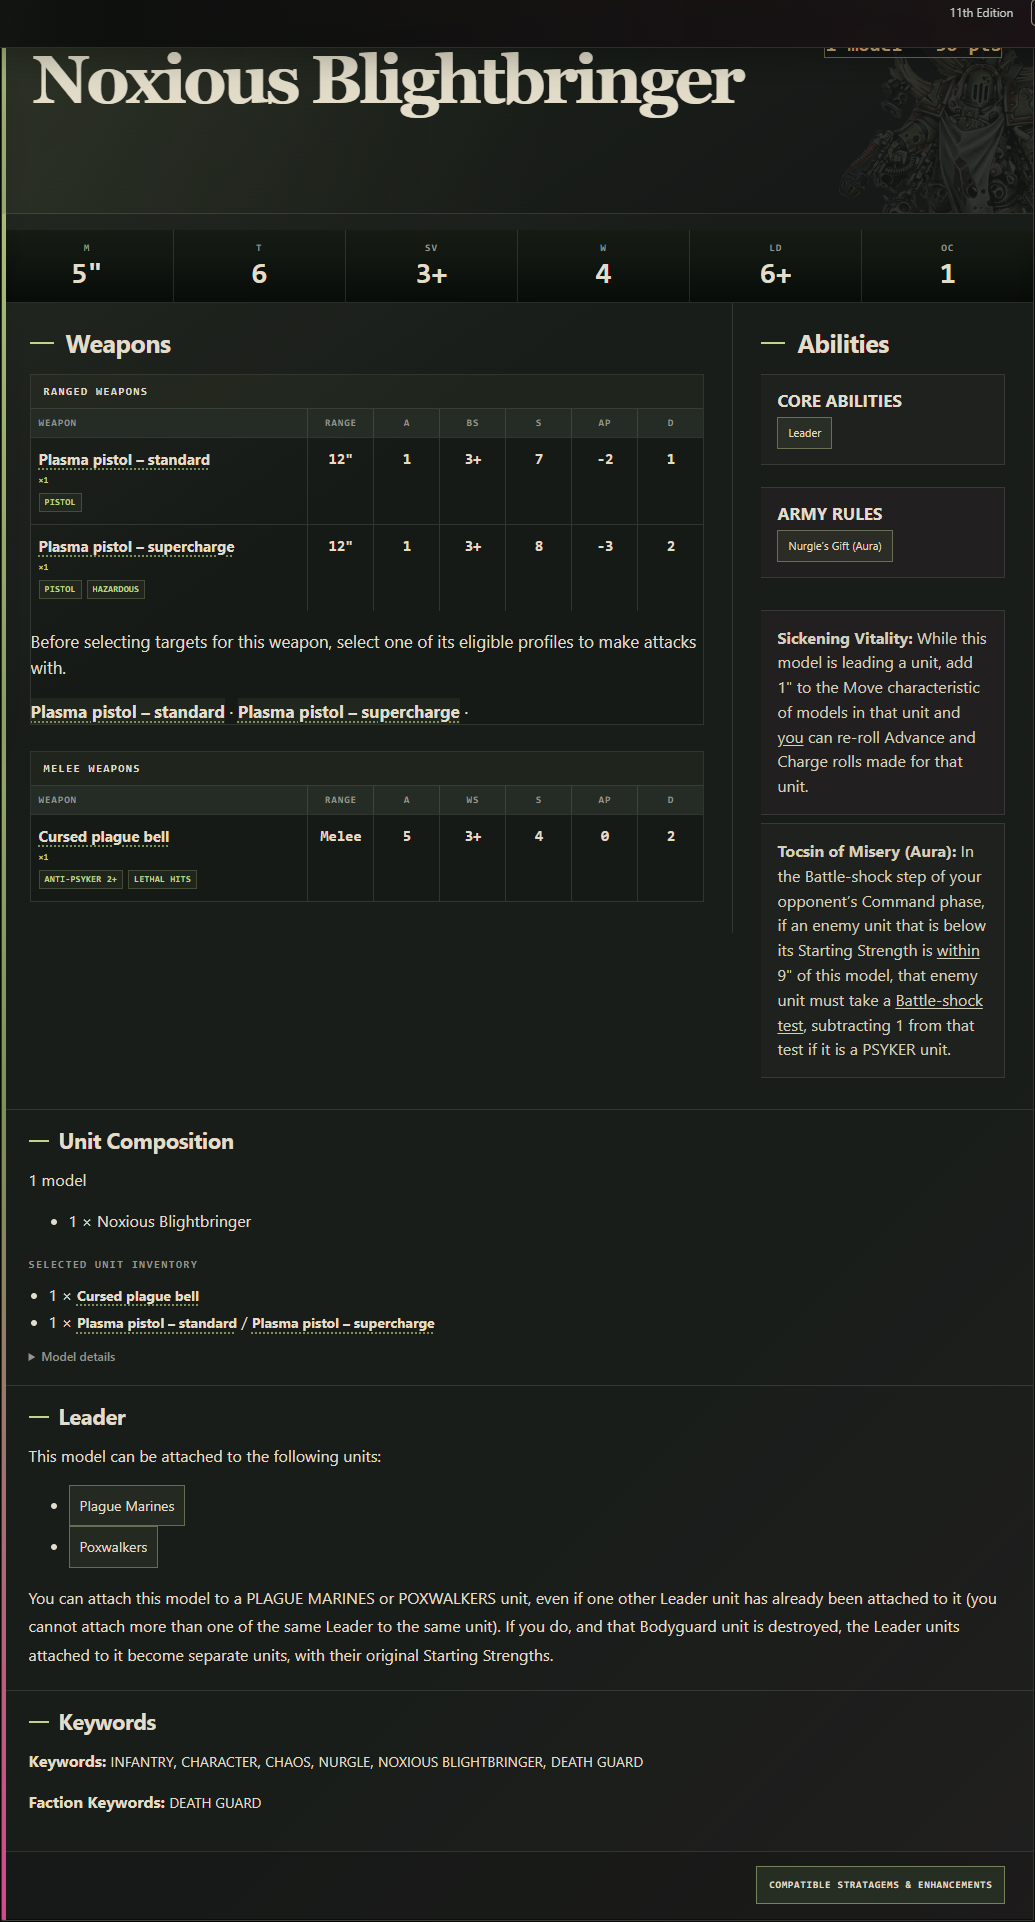 11th Edition
Noxious Blightbringer
M
5"
T
6
SV
3+
W
4
LD
6+
OC
1
Weapons
RANGED WEAPONS
WEAPON RANGE A BS S AP D
Plasma pistol – standard 12" 1 3+ 7 -2 1
×1
PISTOL
Plasma pistol – supercharge 12" 1 3+ 8 -3 2
×1
PISTOL HAZARDOUS
Before selecting targets for this weapon, select one of its eligible profiles to make attacks
with.
Plasma pistol – standard · Plasma pistol – supercharge ·
MELEE WEAPONS
WEAPON RANGE A WS S AP D
Cursed plague bell Melee 5 3+ 4 0 2
×1
ANTI-PSYKER 2+ LETHAL HITS
Abilities
CORE ABILITIES
Leader
ARMY RULES
Nurgle's Gift (Aura)
Sickening Vitality: While this
model is leading a unit, add
1" to the Move characteristic
of models in that unit and
you can re-roll Advance and
Charge rolls made for that
unit.
Tocsin of Misery (Aura): In
the Battle-shock step of your
opponent's Command phase,
if an enemy unit that is below
its Starting Strength is within
9" of this model, that enemy
unit must take a Battle-shock
test, subtracting 1 from that
test if it is a PSYKER unit.
Unit Composition
1 model
• 1 × Noxious Blightbringer
SELECTED UNIT INVENTORY
• 1 × Cursed plague bell
• 1 × Plasma pistol – standard / Plasma pistol – supercharge
▶ Model details
Leader
This model can be attached to the following units:
• Plague Marines
• Poxwalkers
You can attach this model to a PLAGUE MARINES or POXWALKERS unit, even if one other Leader unit has already been attached to it (you
cannot attach more than one of the same Leader to the same unit). If you do, and that Bodyguard unit is destroyed, the Leader units
attached to it become separate units, with their original Starting Strengths.
Keywords
Keywords: INFANTRY, CHARACTER, CHAOS, NURGLE, NOXIOUS BLIGHTBRINGER, DEATH GUARD
Faction Keywords: DEATH GUARD
COMPATIBLE STRATAGEMS & ENHANCEMENTS